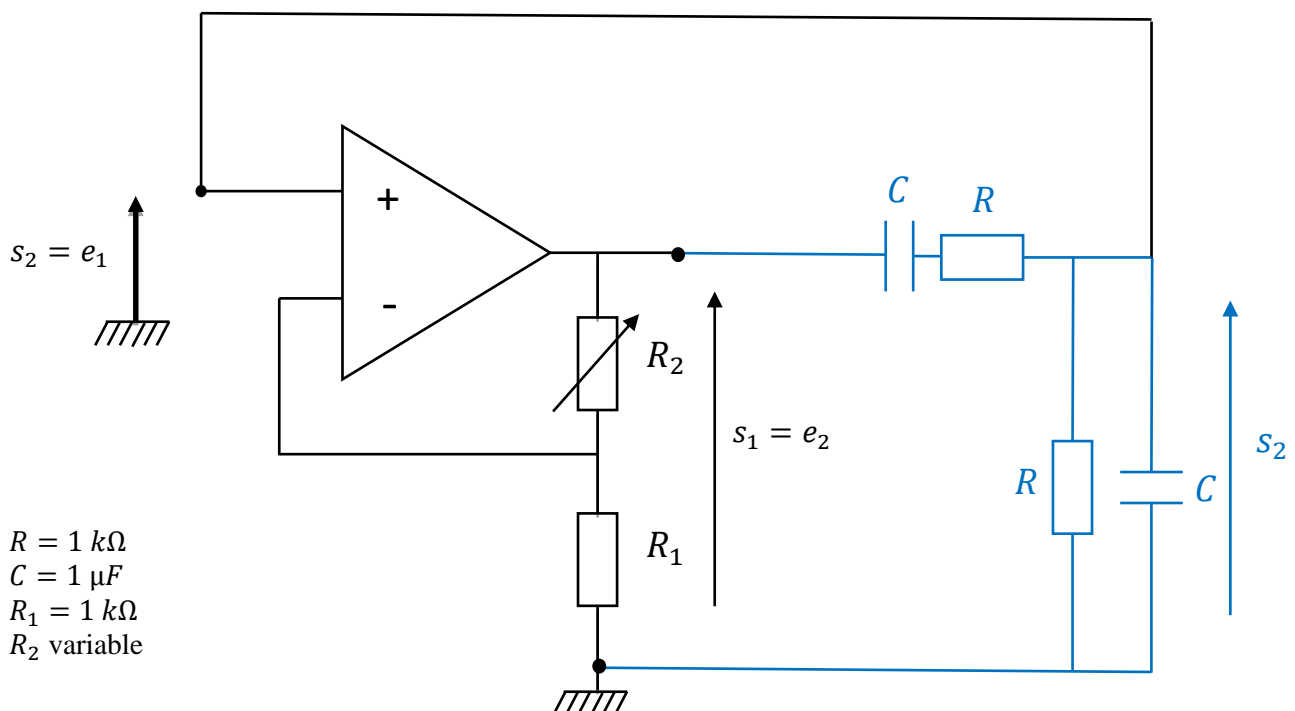 C R
+
s₂ = e₁
-
R₂
s₁ = e₂
s₂
R C
R₁
R = 1 kΩ
C = 1 μF
R₁ = 1 kΩ
R₂ variable